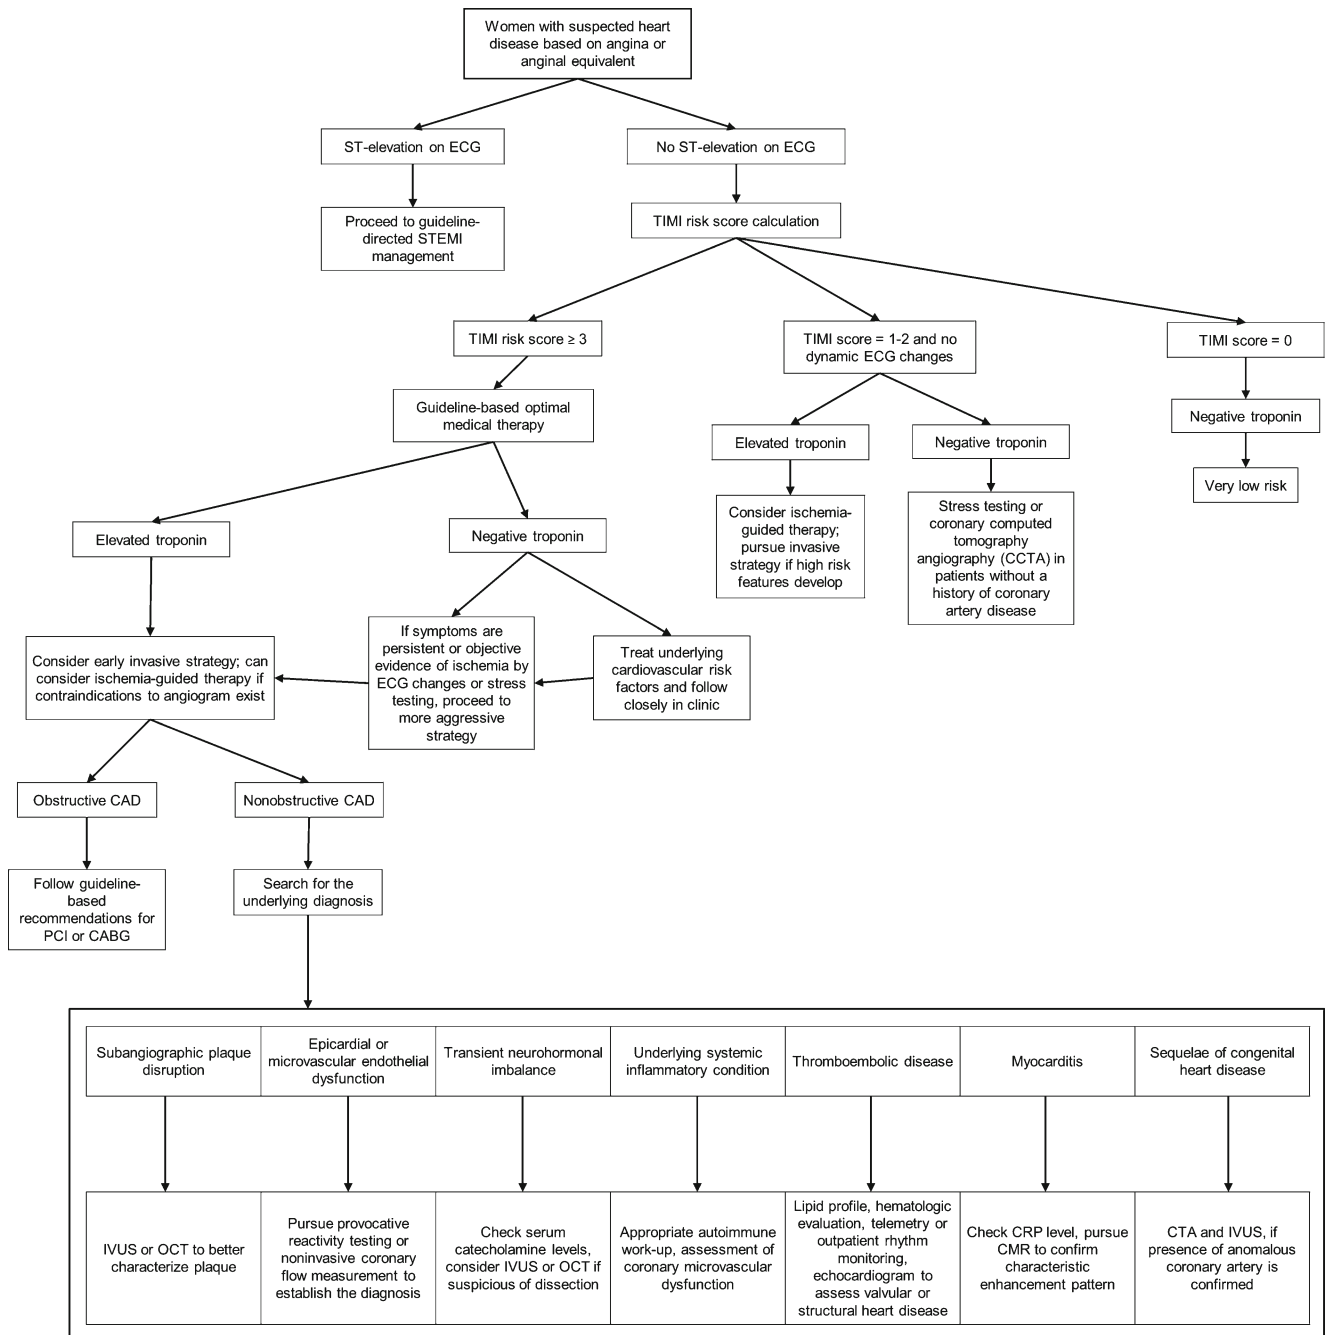 Women with suspected heart
disease based on angina or
anginal equivalent
ST-elevation on ECG
No ST-elevation on ECG
Proceed to guideline-
directed STEMI
management
TIMI risk score calculation
TIMI risk score ≥ 3
TIMI score = 1-2 and no
dynamic ECG changes
TIMI score = 0
Guideline-based optimal
medical therapy
Elevated troponin
Negative troponin
Negative troponin
Very low risk
Consider ischemia-
guided therapy;
pursue invasive
strategy if high risk
features develop
Stress testing or
coronary computed
tomography
angiography (CCTA) in
patients without a
history of coronary
artery disease
Elevated troponin
Negative troponin
Consider early invasive strategy; can
consider ischemia-guided therapy if
contraindications to angiogram exist
If symptoms are
persistent or objective
evidence of ischemia by
ECG changes or stress
testing, proceed to
more aggressive
strategy
Treat underlying
cardiovascular risk
factors and follow
closely in clinic
Obstructive CAD
Nonobstructive CAD
Follow guideline-
based
recommendations for
PCI or CABG
Search for the
underlying diagnosis
Subangiographic plaque
disruption
Epicardial or
microvascular endothelial
dysfunction
Transient neurohormonal
imbalance
Underlying systemic
inflammatory condition
Thromboembolic disease
Myocarditis
Sequelae of congenital
heart disease
IVUS or OCT to better
characterize plaque
Pursue provocative
reactivity testing or
noninvasive coronary
flow measurement to
establish the diagnosis
Check serum
catecholamine levels,
consider IVUS or OCT if
suspicious of dissection
Appropriate autoimmune
work-up, assessment of
coronary microvascular
dysfunction
Lipid profile, hematologic
evaluation, telemetry or
outpatient rhythm
monitoring,
echocardiogram to
assess valvular or
structural heart disease
Check CRP level, pursue
CMR to confirm
characteristic
enhancement pattern
CTA and IVUS, if
presence of anomalous
coronary artery is
confirmed